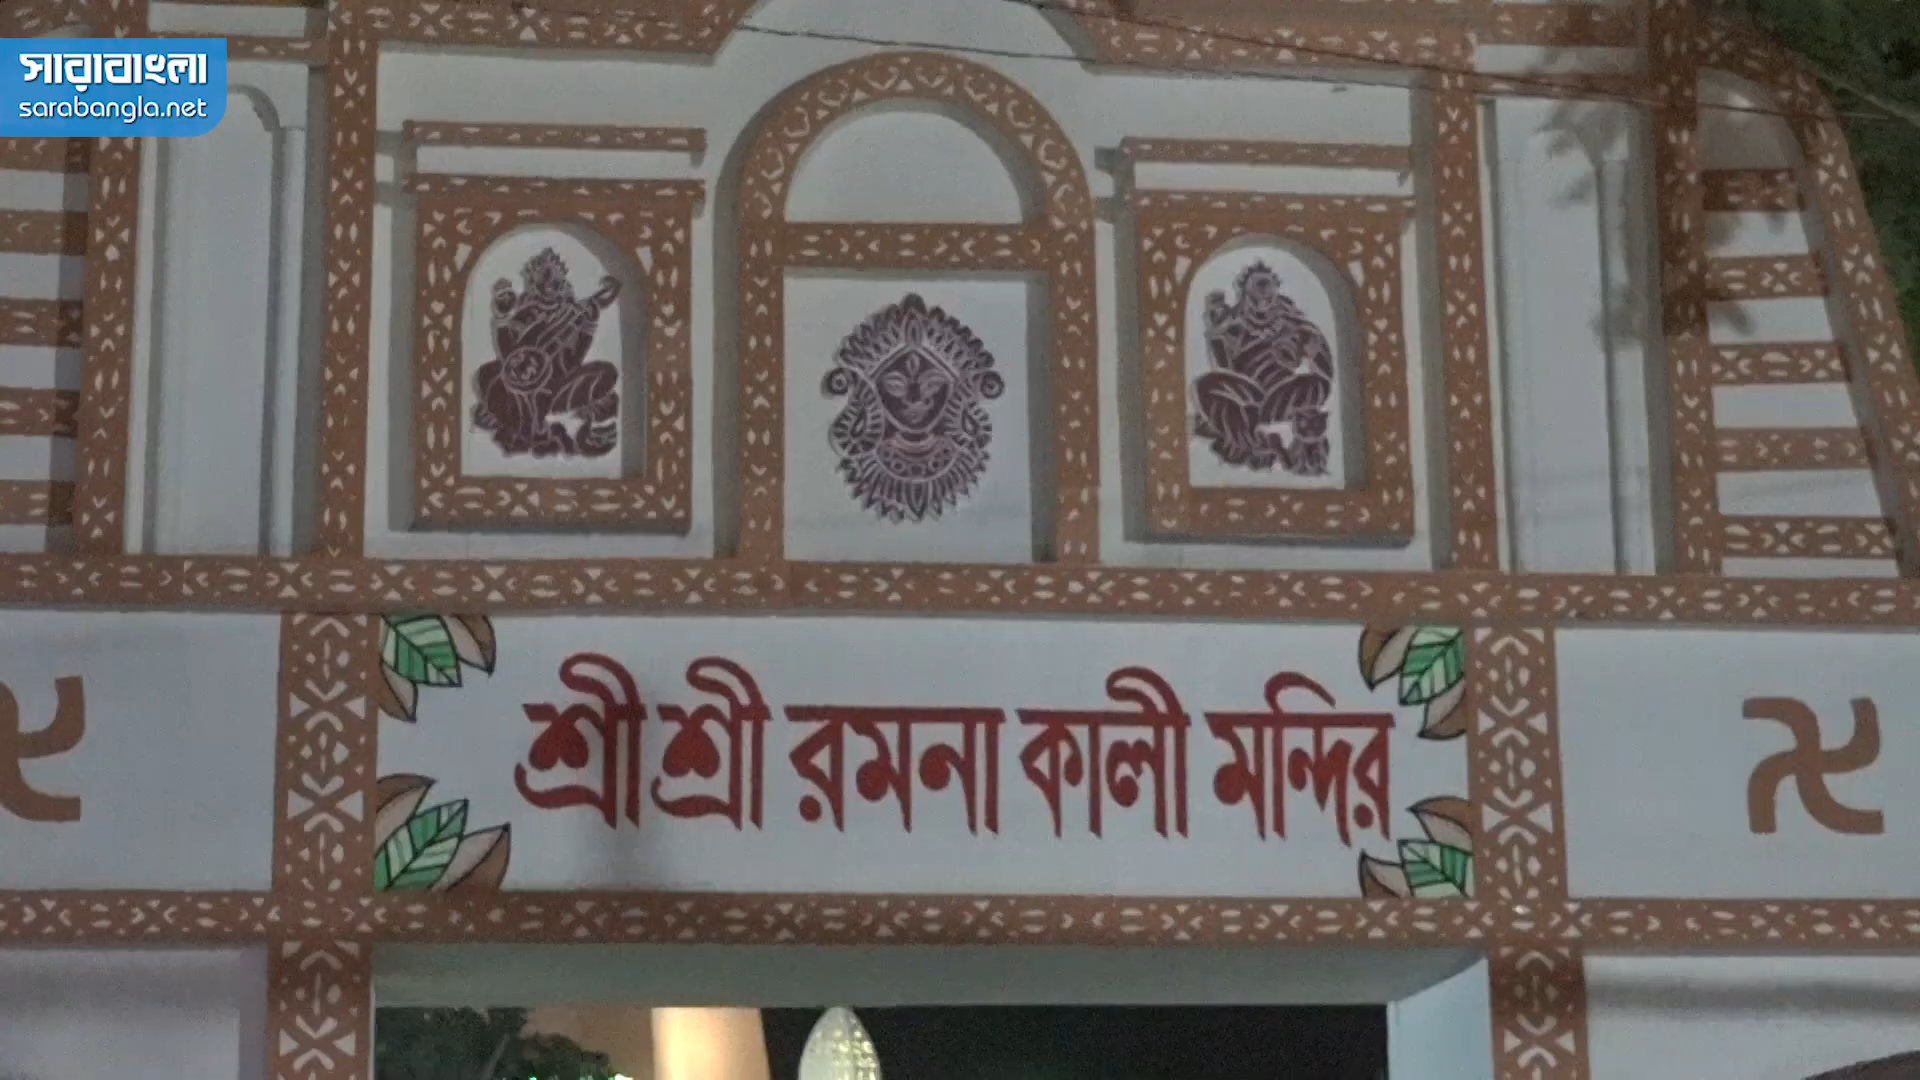 সারাবাংলা
sarabangla.net
শ্রী শ্রী রমনা কালী মন্দির